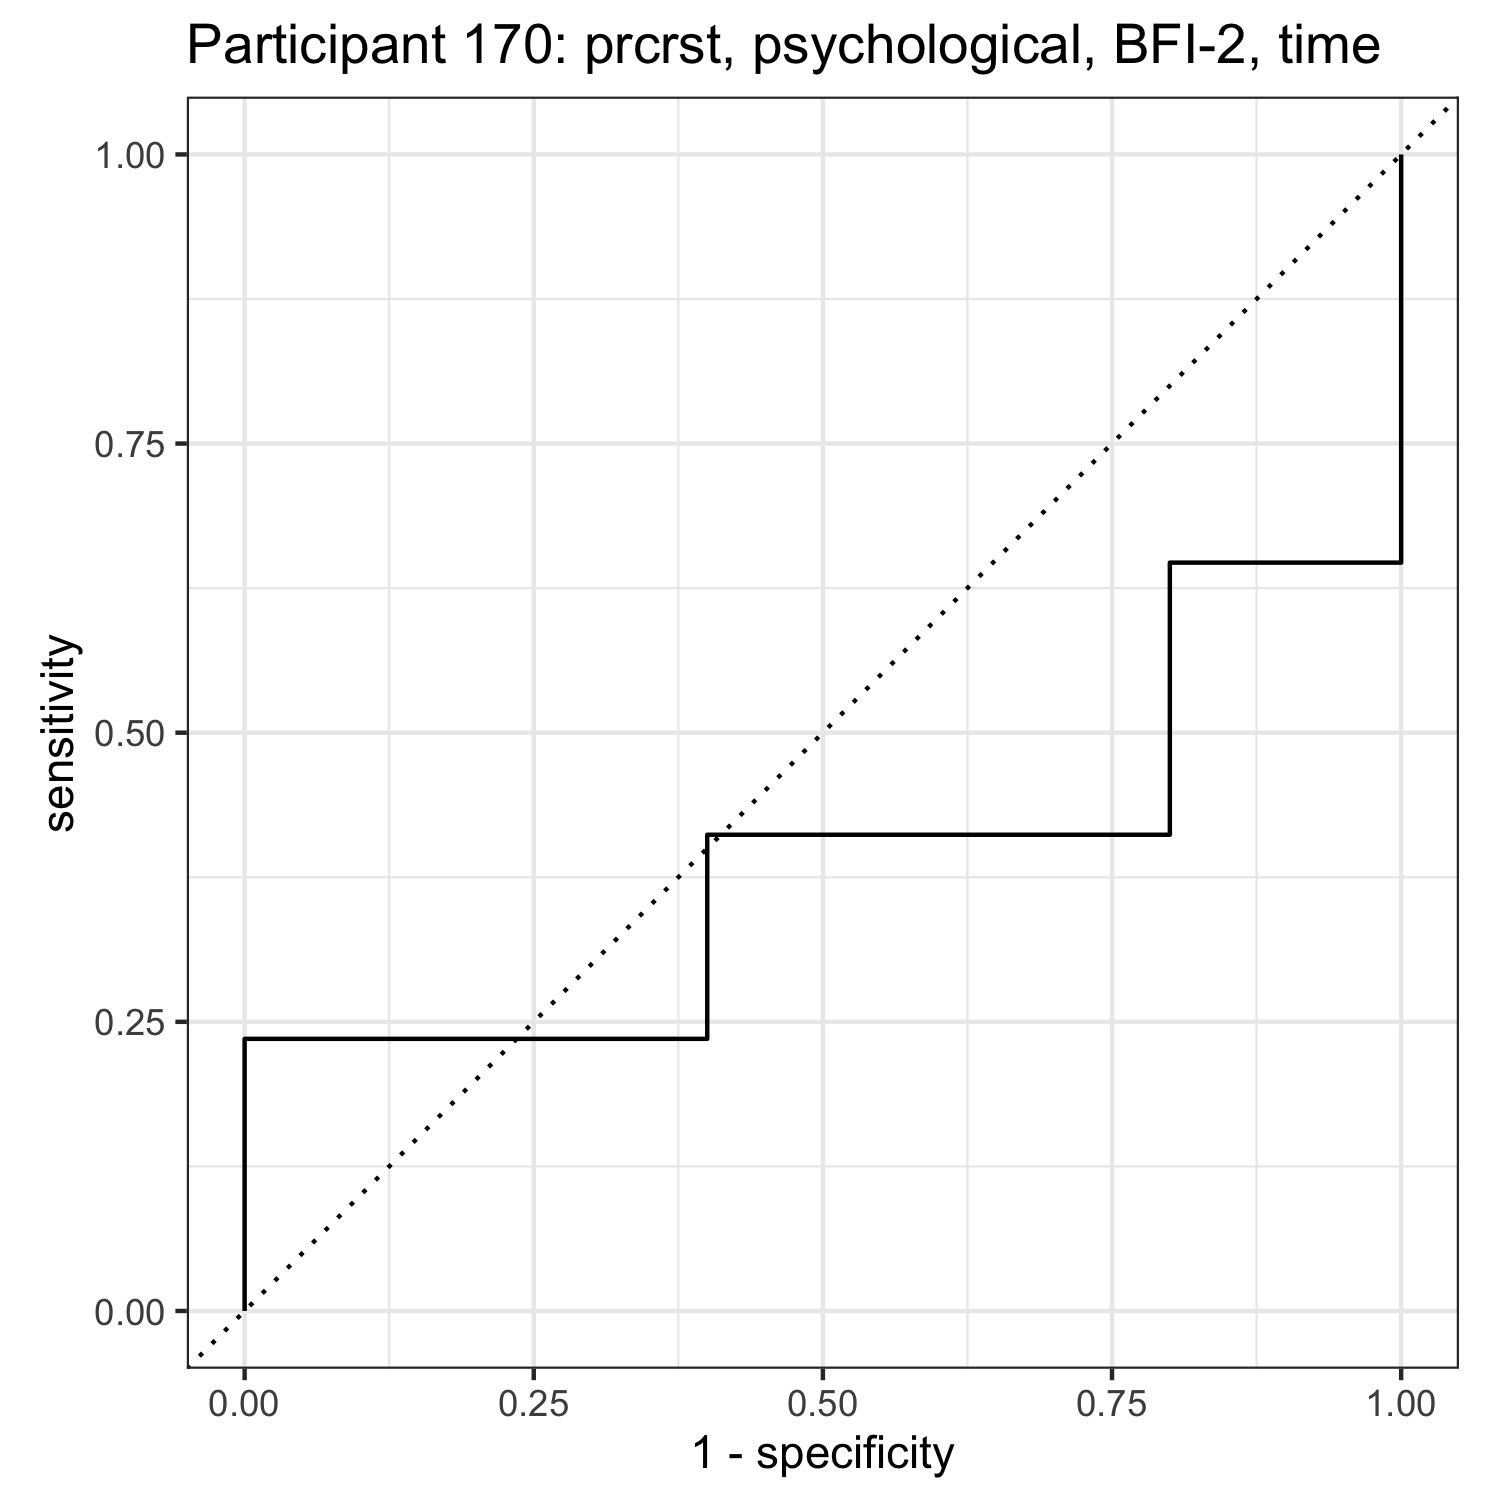 Participant 170: prcrst, psychological, BFI-2, time
1.00
0.75
0.50
0.25
0.00
sensitivity
0.00 0.25 0.50 0.75 1.00
1 - specificity